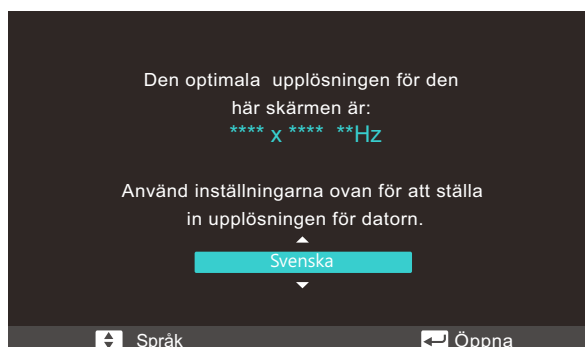 Den optimala upplösningen för den
här skärmen är:
**** x **** **Hz
Använd inställningarna ovan för att ställa
in upplösningen för datorn.
Svenska
Språk Öppna